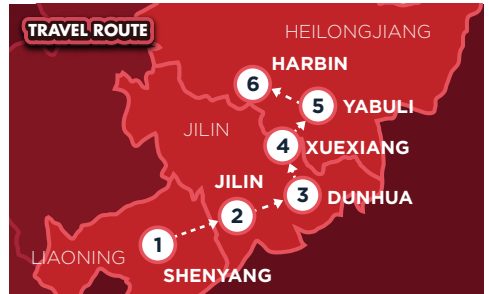 TRAVEL ROUTE
HEILONGJIANG
HARBIN
6
5
YABULI
JILIN
4
XUEXIANG
JILIN
3
DUNHUA
2
1
LIAONING
SHENYANG